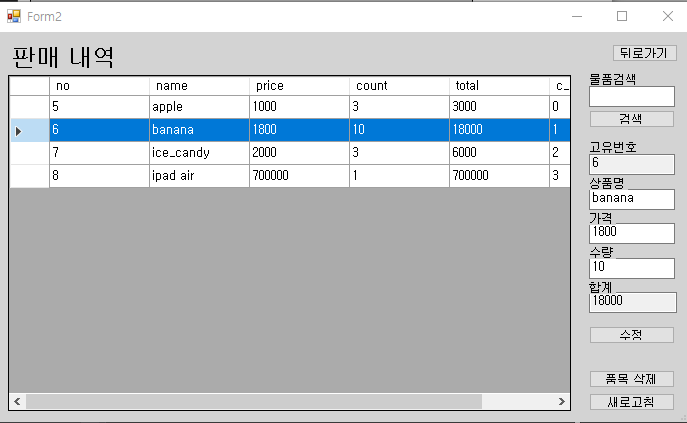 Form2
판매 내역
뒤로가기
no name price count total c_
5 apple 1000 3 3000 0
6 banana 1800 10 18000 1
7 ice_candy 2000 3 6000 2
8 ipad air 700000 1 700000 3
물품검색
검색
고유번호
6
상품명
banana
가격
1800
수량
10
합계
18000
수정
품목 삭제
새로고침